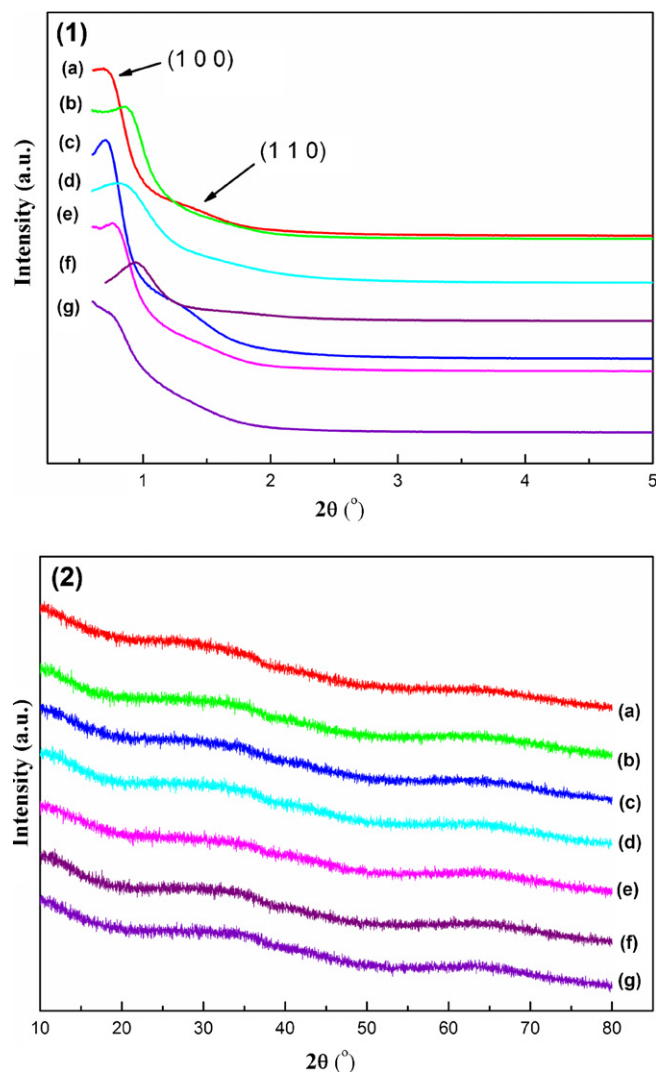 (1)
(a)
(1 0 0)
(b)
(c)
(1 1 0)
(d)
(e)
(f)
(g)
Intensity (a.u.)
1 2 3 4 5
2θ (°)
(2)
(a)
(b)
(c)
(d)
(e)
(f)
(g)
Intensity (a.u.)
10 20 30 40 50 60 70 80
2θ (°)